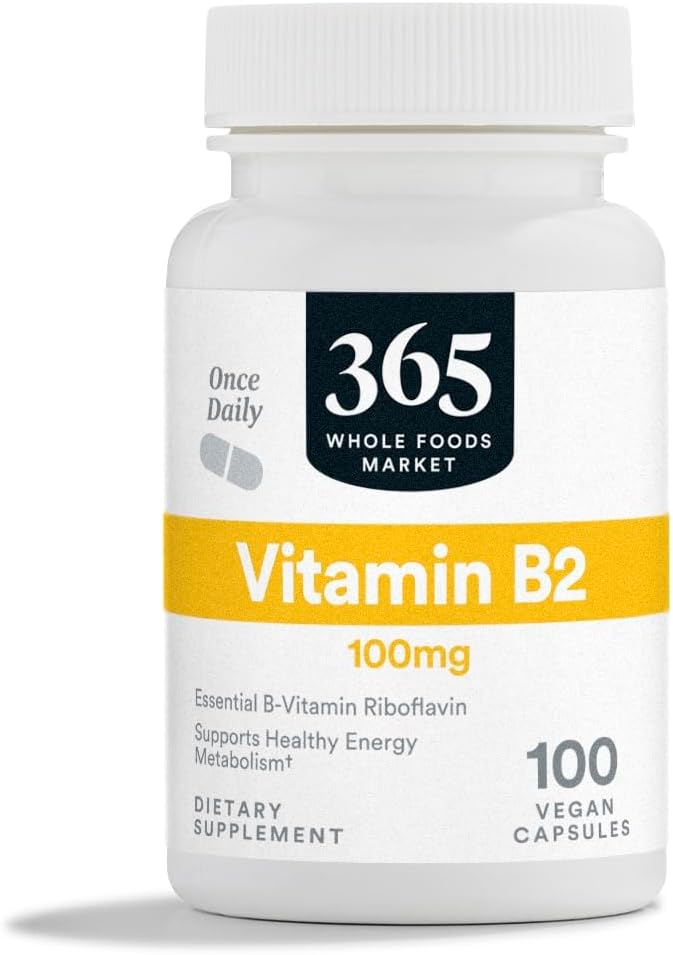 365
WHOLE FOODS
MARKET
Once
Daily
Vitamin B2
100mg
Essential B-Vitamin Riboflavin
Supports Healthy Energy
Metabolism†
DIETARY
SUPPLEMENT
100
VEGAN
CAPSULES